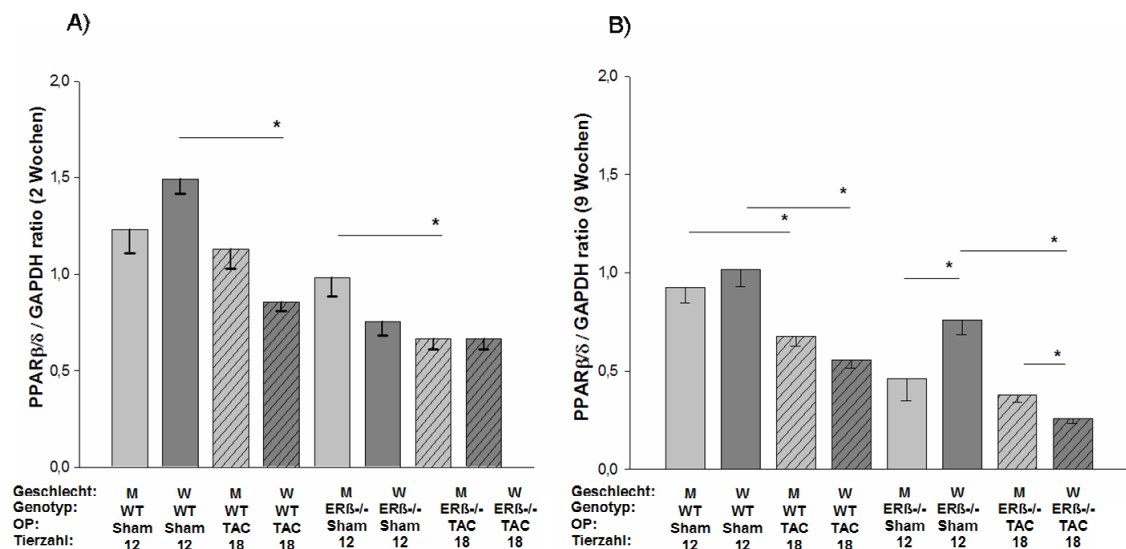 A)
PPARβ/δ / GAPDH ratio (2 Wochen)
2,0
1,5
1,0
0,5
0,0
*
*
Geschlecht: M W M W M W M W
Genotyp: WT WT WT WT ERß-/- ERß-/- ERß-/- ERß-/-
OP: Sham Sham TAC TAC Sham Sham TAC TAC
Tierzahl: 12 12 18 18 12 12 18 18
B)
PPARβ/δ / GAPDH ratio (9 Wochen)
2,0
1,5
1,0
0,5
0,0
*
*
*
*
*
Geschlecht: M W M W M W M W
Genotyp: WT WT WT WT ERß-/- ERß-/- ERß-/- ERß-/-
OP: Sham Sham TAC TAC Sham Sham TAC TAC
Tierzahl: 12 12 18 18 12 12 18 18